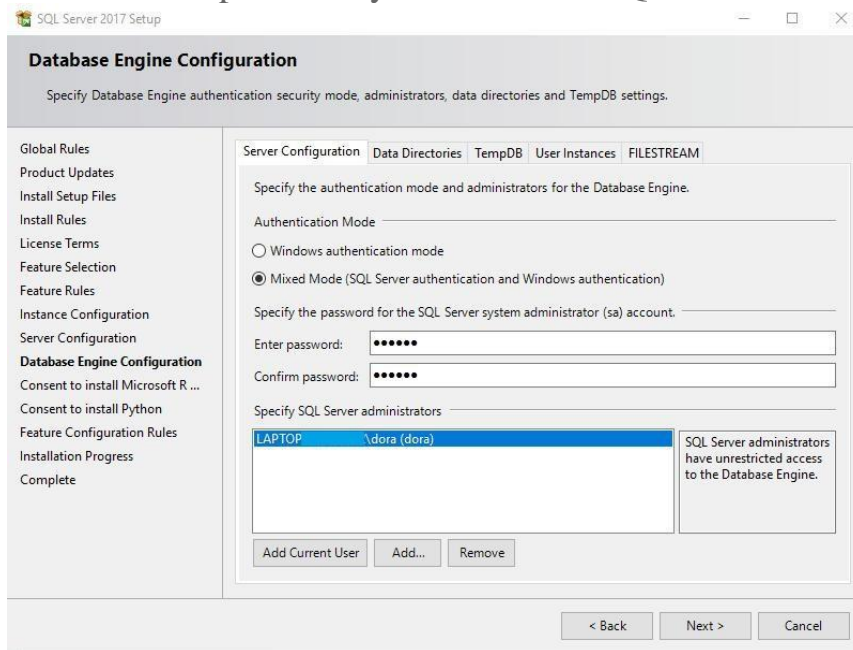 SQL Server 2017 Setup
Database Engine Configuration
Specify Database Engine authentication security mode, administrators, data directories and TempDB settings.
Global Rules
Product Updates
Install Setup Files
Install Rules
License Terms
Feature Selection
Feature Rules
Instance Configuration
Server Configuration
Database Engine Configuration
Consent to install Microsoft R ...
Consent to install Python
Feature Configuration Rules
Installation Progress
Complete
Server Configuration Data Directories TempDB User Instances FILESTREAM
Specify the authentication mode and administrators for the Database Engine.
Authentication Mode
Windows authentication mode
Mixed Mode (SQL Server authentication and Windows authentication)
Specify the password for the SQL Server system administrator (sa) account.
Enter password: ●●●●●●
Confirm password: ●●●●●●
Specify SQL Server administrators
LAPTOP \dora (dora)
SQL Server administrators
have unrestricted access
to the Database Engine.
Add Current User Add... Remove
< Back Next > Cancel